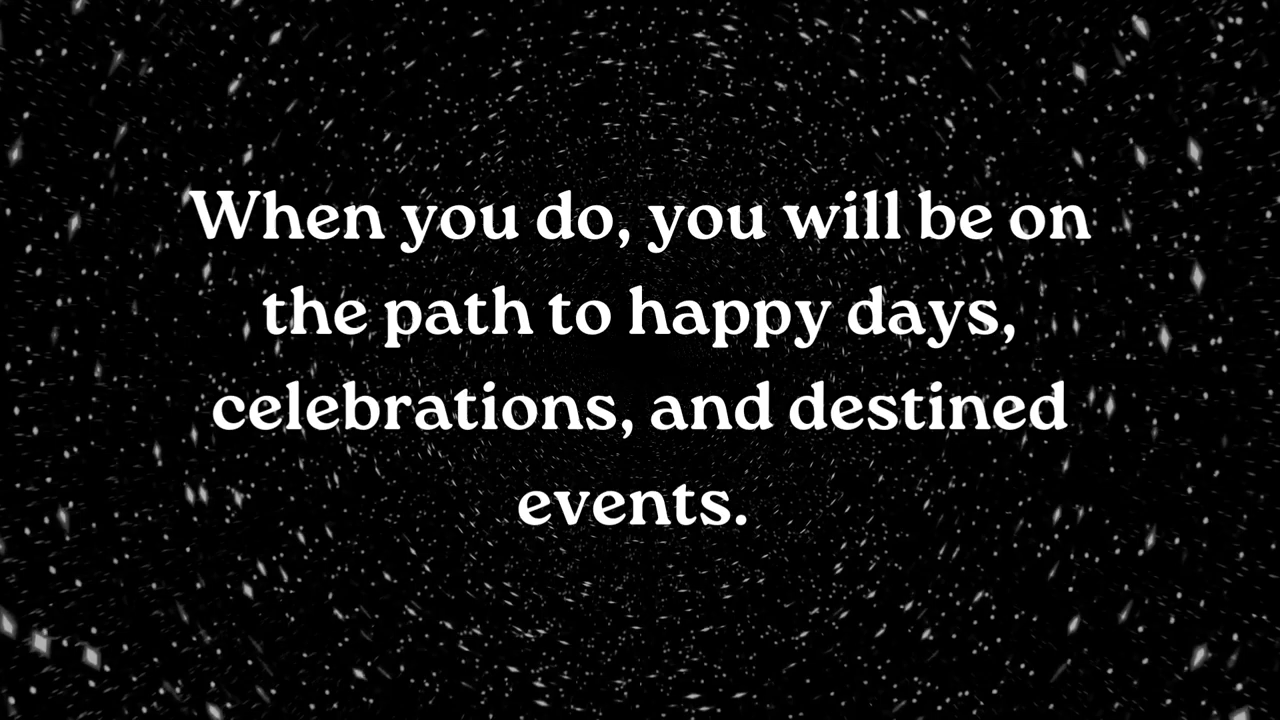 When you do, you will be on
the path to happy days,
celebrations, and destined
events.